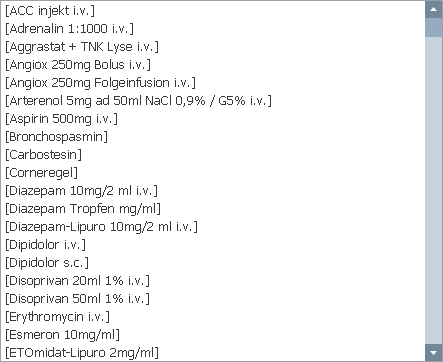 [ACC injekt i.v.]
[Adrenalin 1:1000 i.v.]
[Aggrastat + TNK Lyse i.v.]
[Angiox 250mg Bolus i.v.]
[Angiox 250mg Folgeinfusion i.v.]
[Arterenol 5mg ad 50ml NaCl 0,9% / G5% i.v.]
[Aspirin 500mg i.v.]
[Bronchospasmin]
[Carbostesin]
[Corneregel]
[Diazepam 10mg/2 ml i.v.]
[Diazepam Tropfen mg/ml]
[Diazepam-Lipuro 10mg/2 ml i.v.]
[Dipidolor i.v.]
[Dipidolor s.c.]
[Disoprivan 20ml 1% i.v.]
[Disoprivan 50ml 1% i.v.]
[Erythromycin i.v.]
[Esmeron 10mg/ml]
[ETOmidat-Lipuro 2mg/ml]